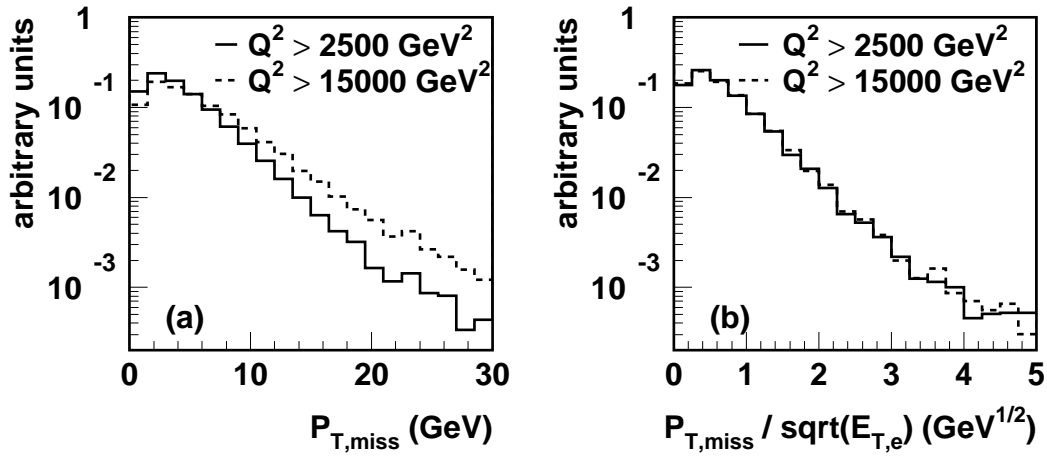 arbitrary units
1
10⁻¹
10⁻²
10⁻³
Q² > 2500 GeV²
Q² > 15000 GeV²
(a)
0 10 20 30
P_T,miss (GeV)
arbitrary units
1
10⁻¹
10⁻²
10⁻³
Q² > 2500 GeV²
Q² > 15000 GeV²
(b)
0 1 2 3 4 5
P_T,miss / sqrt(E_T,e) (GeV^1/2)